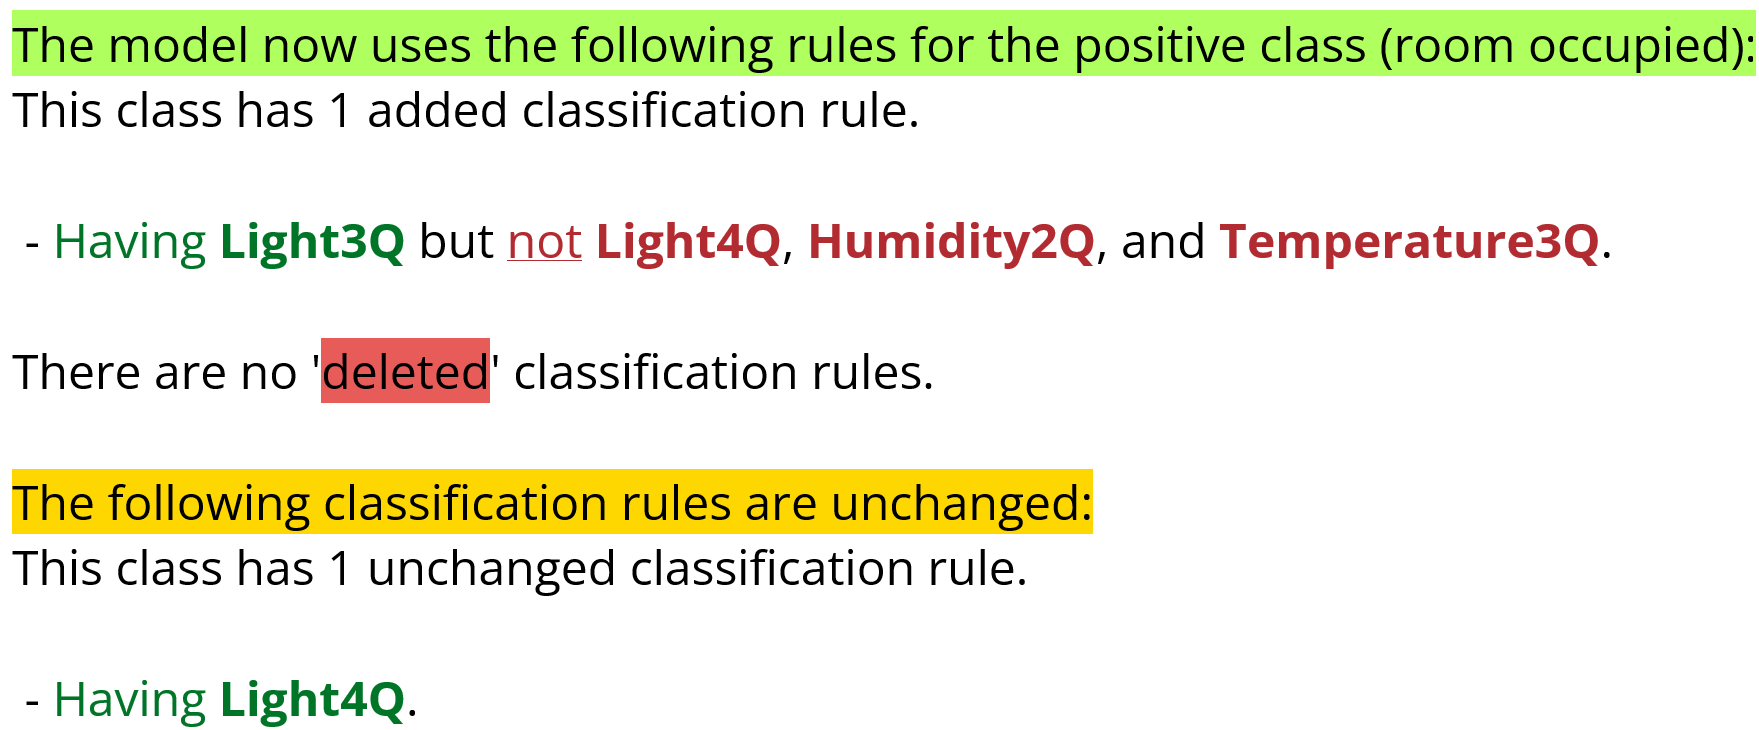 The model now uses the following rules for the positive class (room occupied):
This class has 1 added classification rule.
- Having Light3Q but not Light4Q, Humidity2Q, and Temperature3Q.
There are no 'deleted' classification rules.
The following classification rules are unchanged:
This class has 1 unchanged classification rule.
- Having Light4Q.